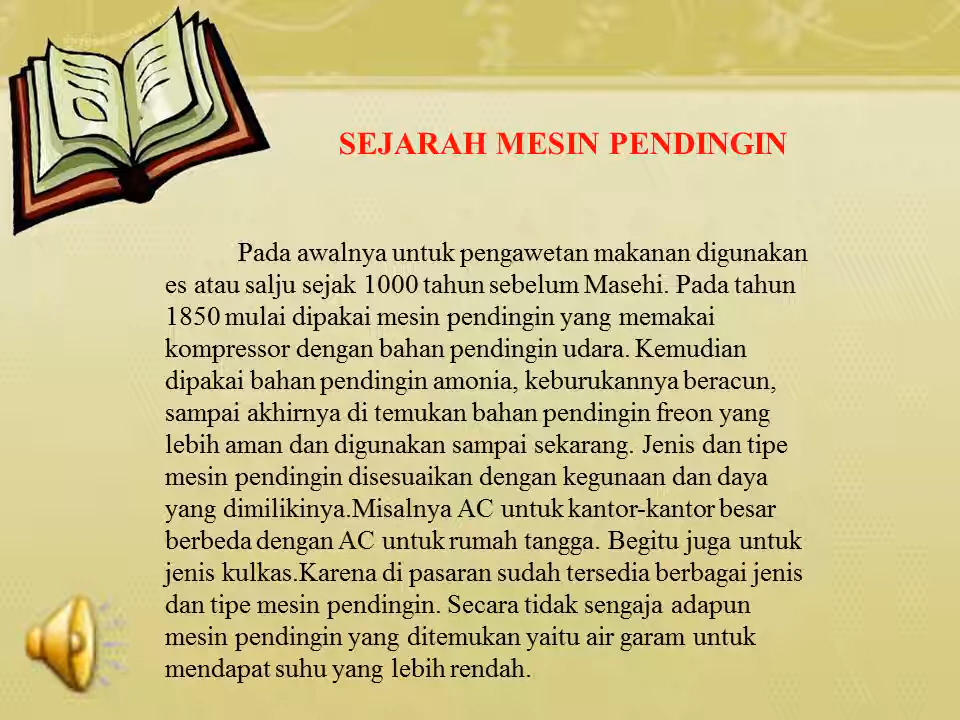 SEJARAH MESIN PENDINGIN
Pada awalnya untuk pengawetan makanan digunakan
es atau salju sejak 1000 tahun sebelum Masehi. Pada tahun
1850 mulai dipakai mesin pendingin yang memakai
kompressor dengan bahan pendingin udara. Kemudian
dipakai bahan pendingin amonia, keburukannya beracun,
sampai akhirnya di temukan bahan pendingin freon yang
lebih aman dan digunakan sampai sekarang. Jenis dan tipe
mesin pendingin disesuaikan dengan kegunaan dan daya
yang dimilikinya.Misalnya AC untuk kantor-kantor besar
berbeda dengan AC untuk rumah tangga. Begitu juga untuk
jenis kulkas.Karena di pasaran sudah tersedia berbagai jenis
dan tipe mesin pendingin. Secara tidak sengaja adapun
mesin pendingin yang ditemukan yaitu air garam untuk
mendapat suhu yang lebih rendah.